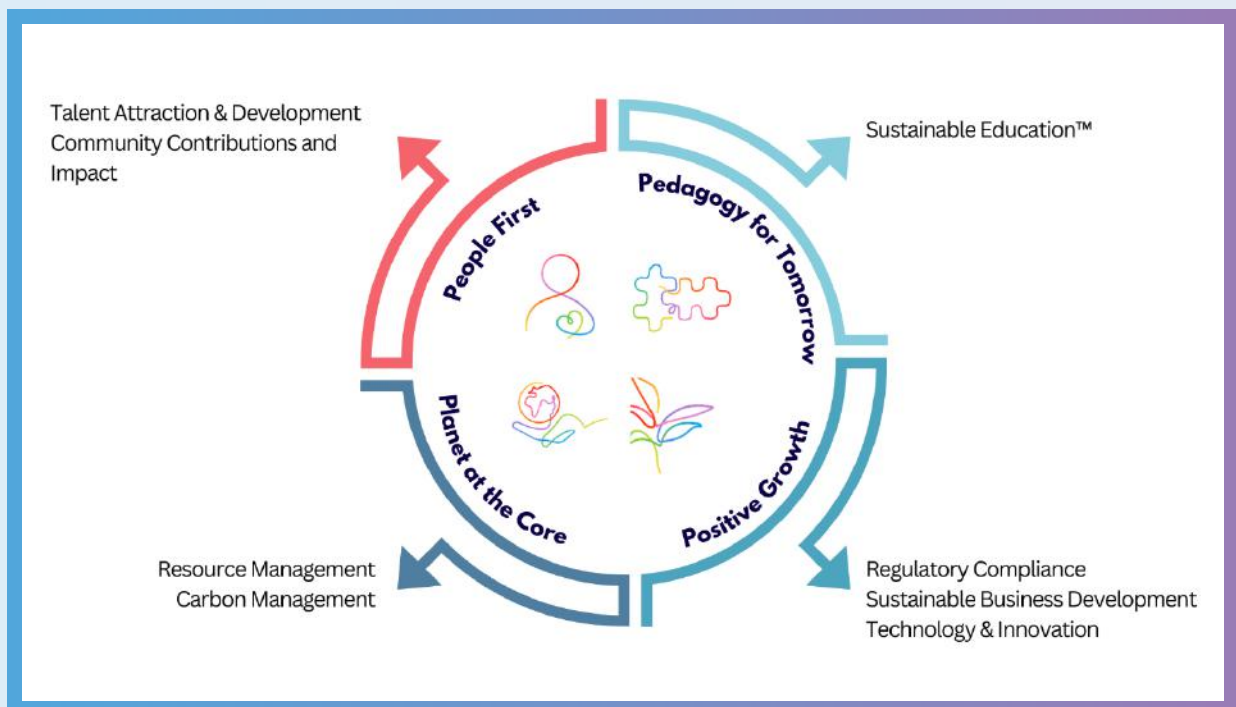 Talent Attraction & Development
Community Contributions and
Impact
Sustainable Education™
People First
Pedagogy for Tomorrow
Planet at the Core
Positive Growth
Resource Management
Carbon Management
Regulatory Compliance
Sustainable Business Development
Technology & Innovation